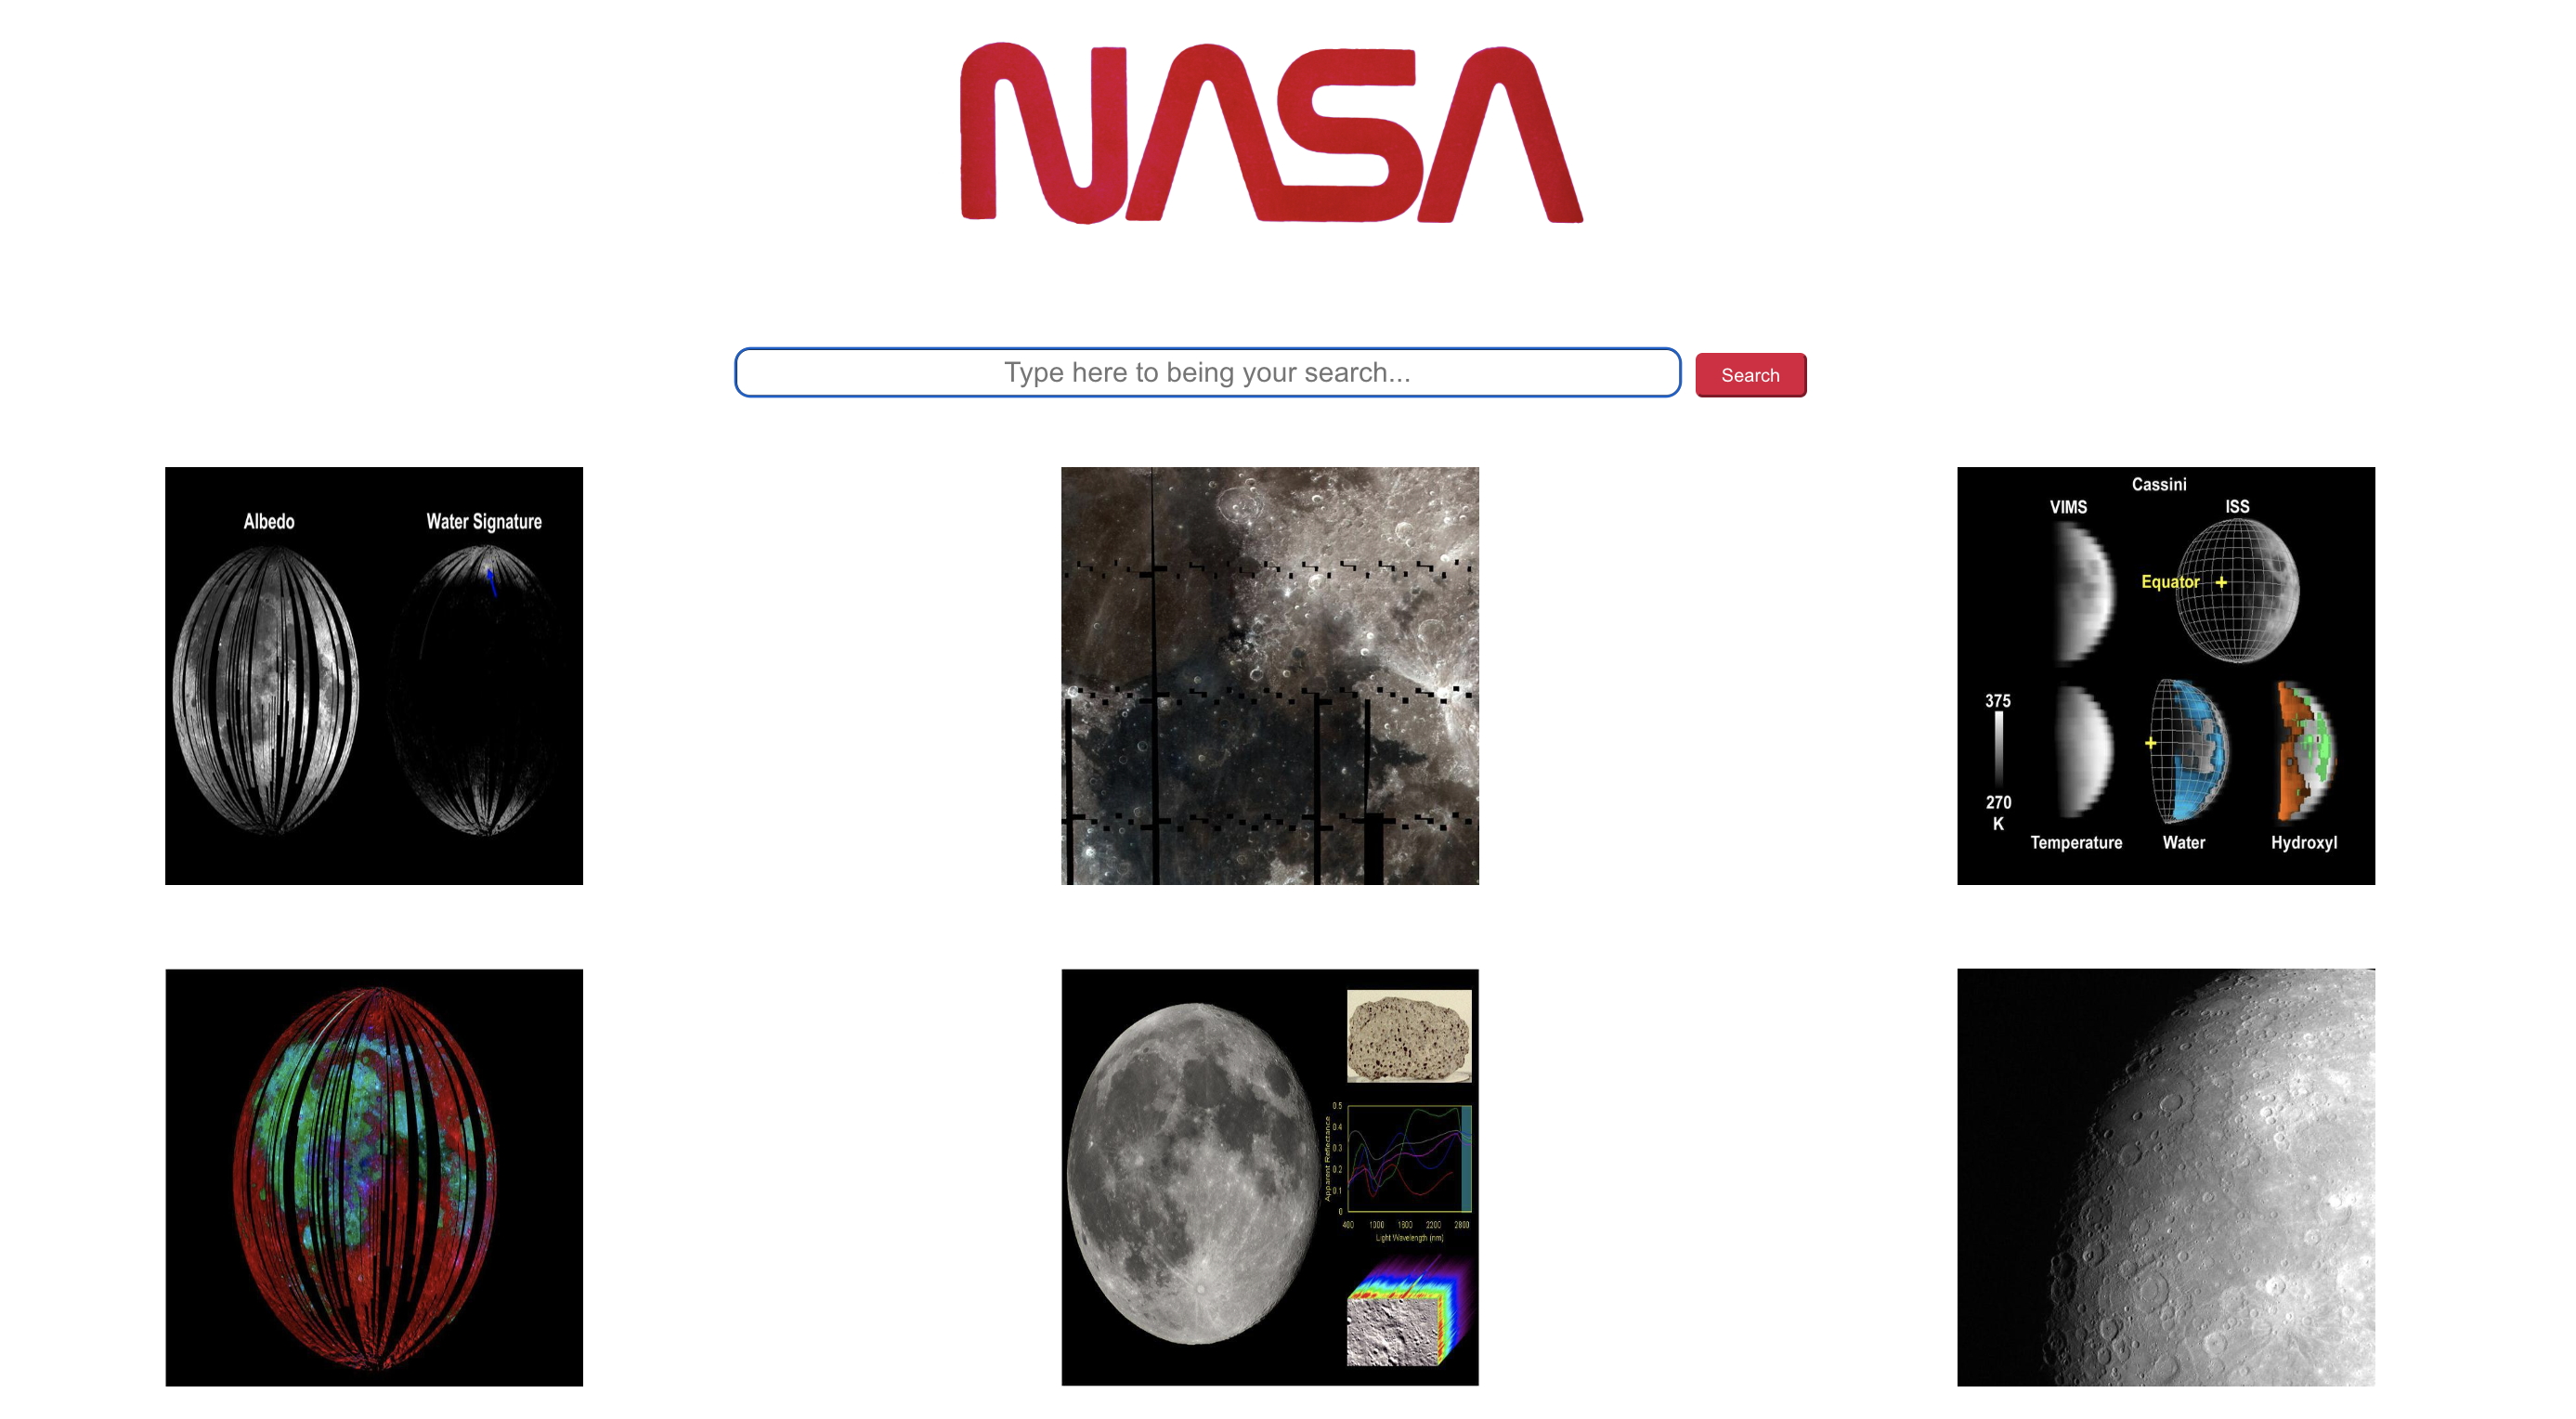 NASA
Type here to being your search...
Search
Albedo
Water Signature
Cassini
VIMS
ISS
Equator
375
270
K
Temperature
Water
Hydroxyl
Apparent Reflectance
0.5
0.4
0.3
0.2
0.1
0
400 1000 1600 2200 2800
Light Wavelength (nm)